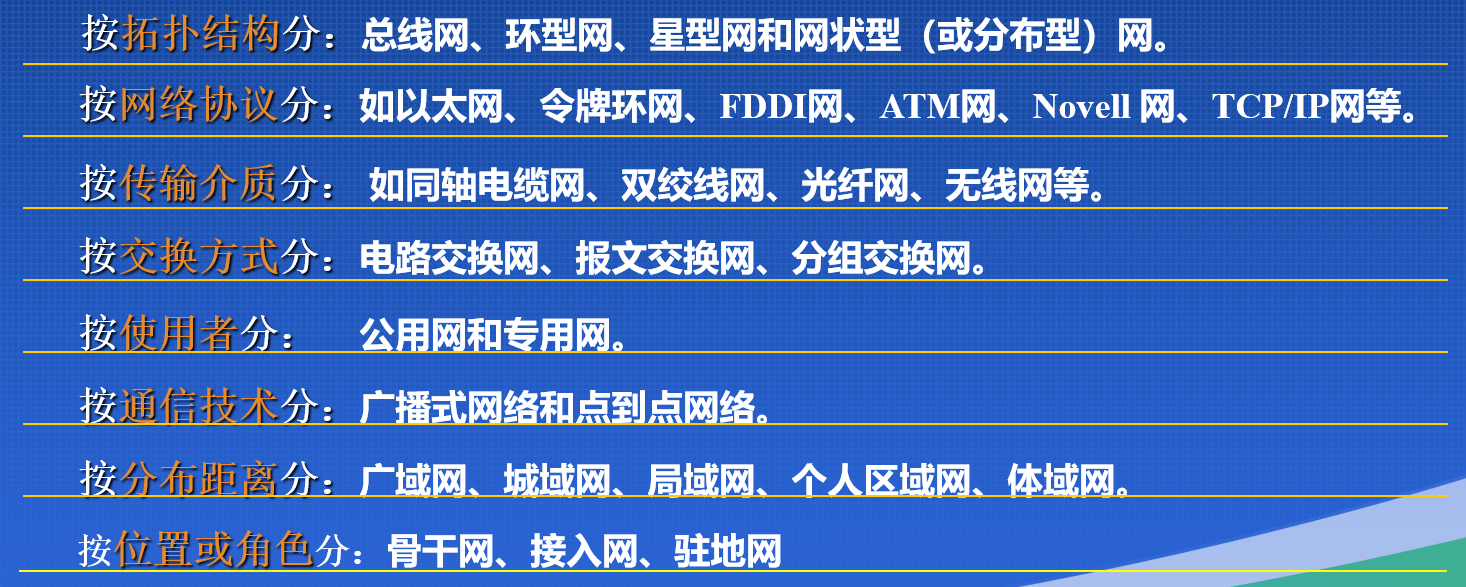 按拓扑结构分：总线网、环型网、星型网和网状型（或分布型）网。
按网络协议分：如以太网、令牌环网、FDDI网、ATM网、Novell 网、TCP/IP网等。
按传输介质分： 如同轴电缆网、双绞线网、光纤网、无线网等。
按交换方式分：电路交换网、报文交换网、分组交换网。
按使用者分： 公用网和专用网。
按通信技术分：广播式网络和点到点网络。
按分布距离分：广域网、城域网、局域网、个人区域网、体域网。
按位置或角色分：骨干网、接入网、驻地网